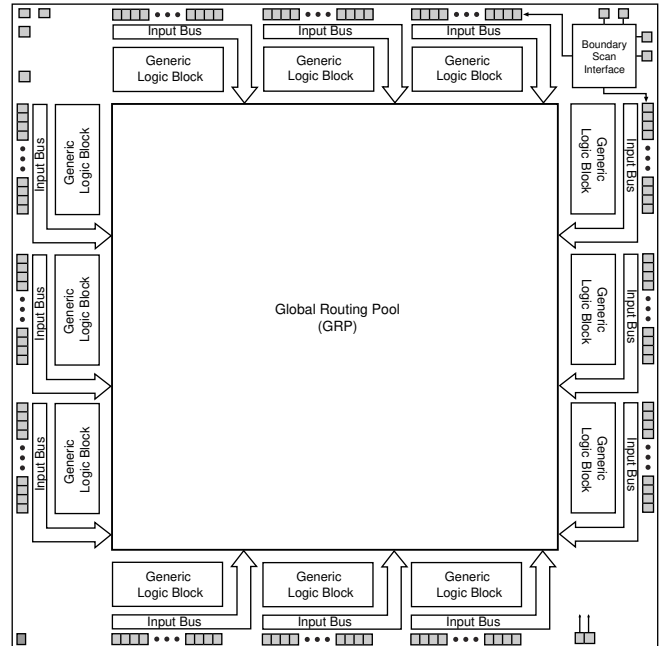 Input Bus
Input Bus
Input Bus
Generic
Logic Block
Generic
Logic Block
Generic
Logic Block
Boundary
Scan
Interface
Input Bus
Generic
Logic Block
Generic
Logic Block
Input Bus
Input Bus
Generic
Logic Block
Global Routing Pool
(GRP)
Generic
Logic Block
Input Bus
Input Bus
Generic
Logic Block
Generic
Logic Block
Input Bus
Generic
Logic Block
Generic
Logic Block
Generic
Logic Block
Input Bus
Input Bus
Input Bus